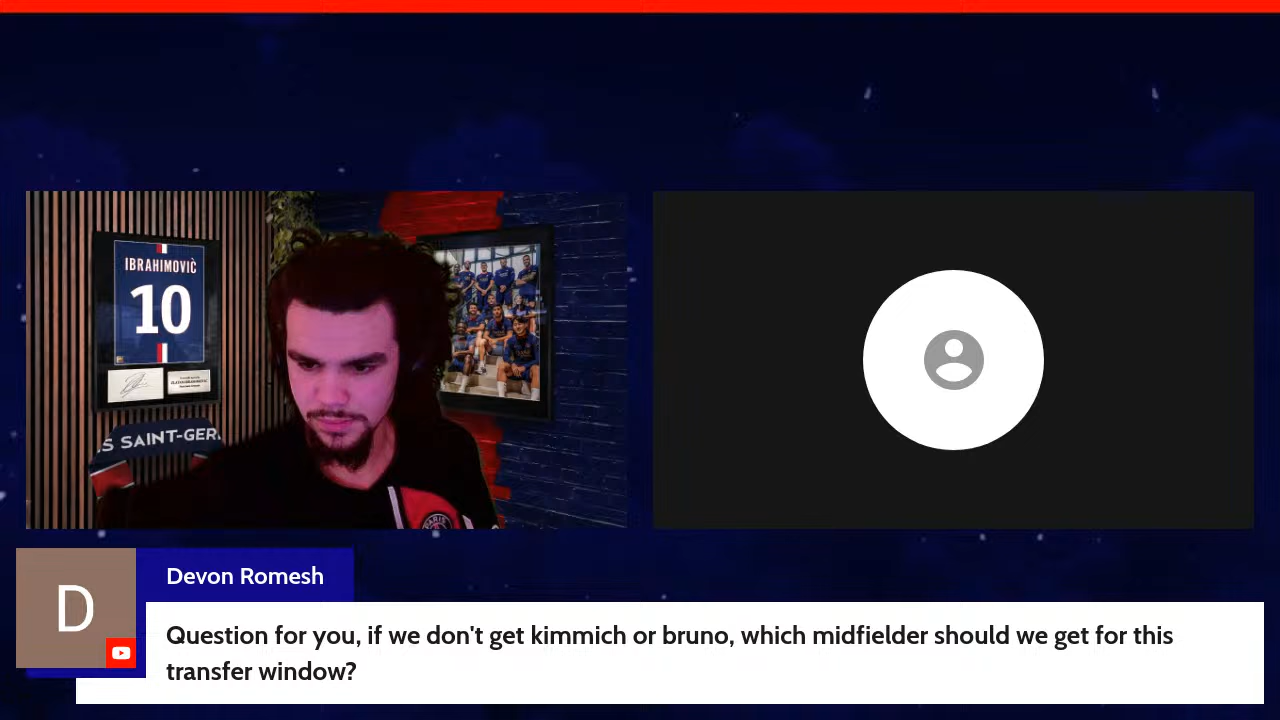 IBRAHIMOVIĆ
10
S SAINT-GER
PARIS
D
Devon Romesh
Question for you, if we don't get kimmich or bruno, which midfielder should we get for this
transfer window?